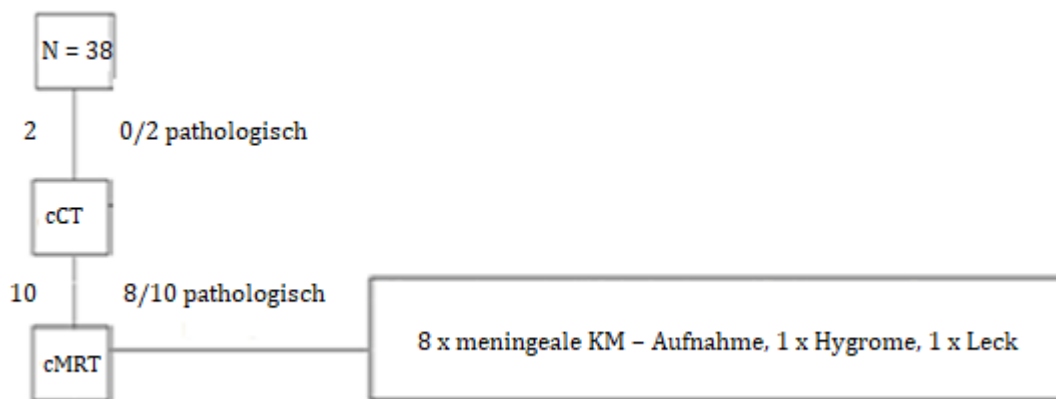 N = 38
2
0/2 pathologisch
cCT
10
8/10 pathologisch
8 x meningeale KM – Aufnahme, 1 x Hygrome, 1 x Leck
cMRT